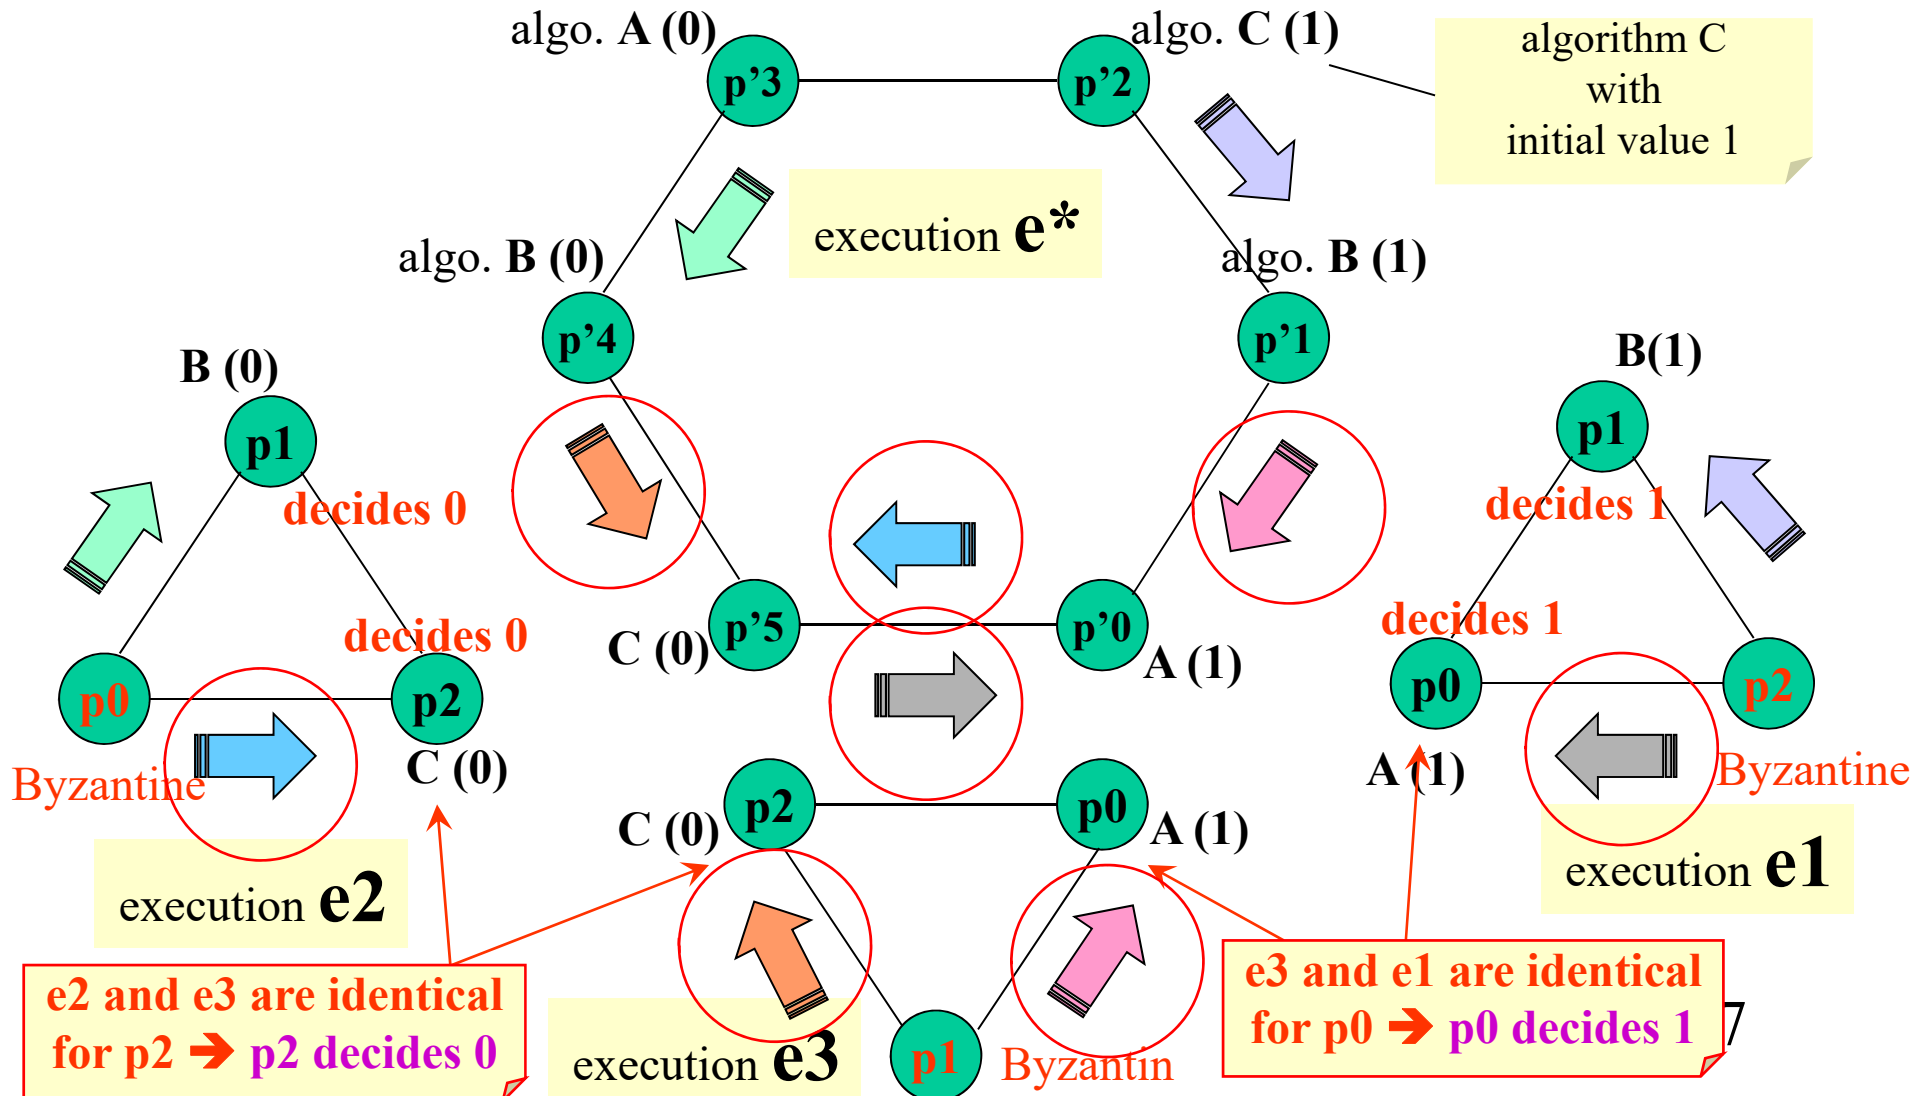 algo. A (0)
algo. C (1)
algorithm C
with
initial value 1
p’3
p’2
execution e*
algo. B (0)
algo. B (1)
p’4
p’1
B (0)
B(1)
p1
p1
decides 0
decides 1
decides 0
decides 1
p’5
p’0
C (0)
A (1)
p0
p2
p0
p2
Byzantine
C (0)
A (1)
Byzantine
p2
p0
C (0)
A (1)
execution e2
execution e1
e2 and e3 are identical
for p2 ➔ p2 decides 0
e3 and e1 are identical
for p0 ➔ p0 decides 1
7
execution e3
p1
Byzantin